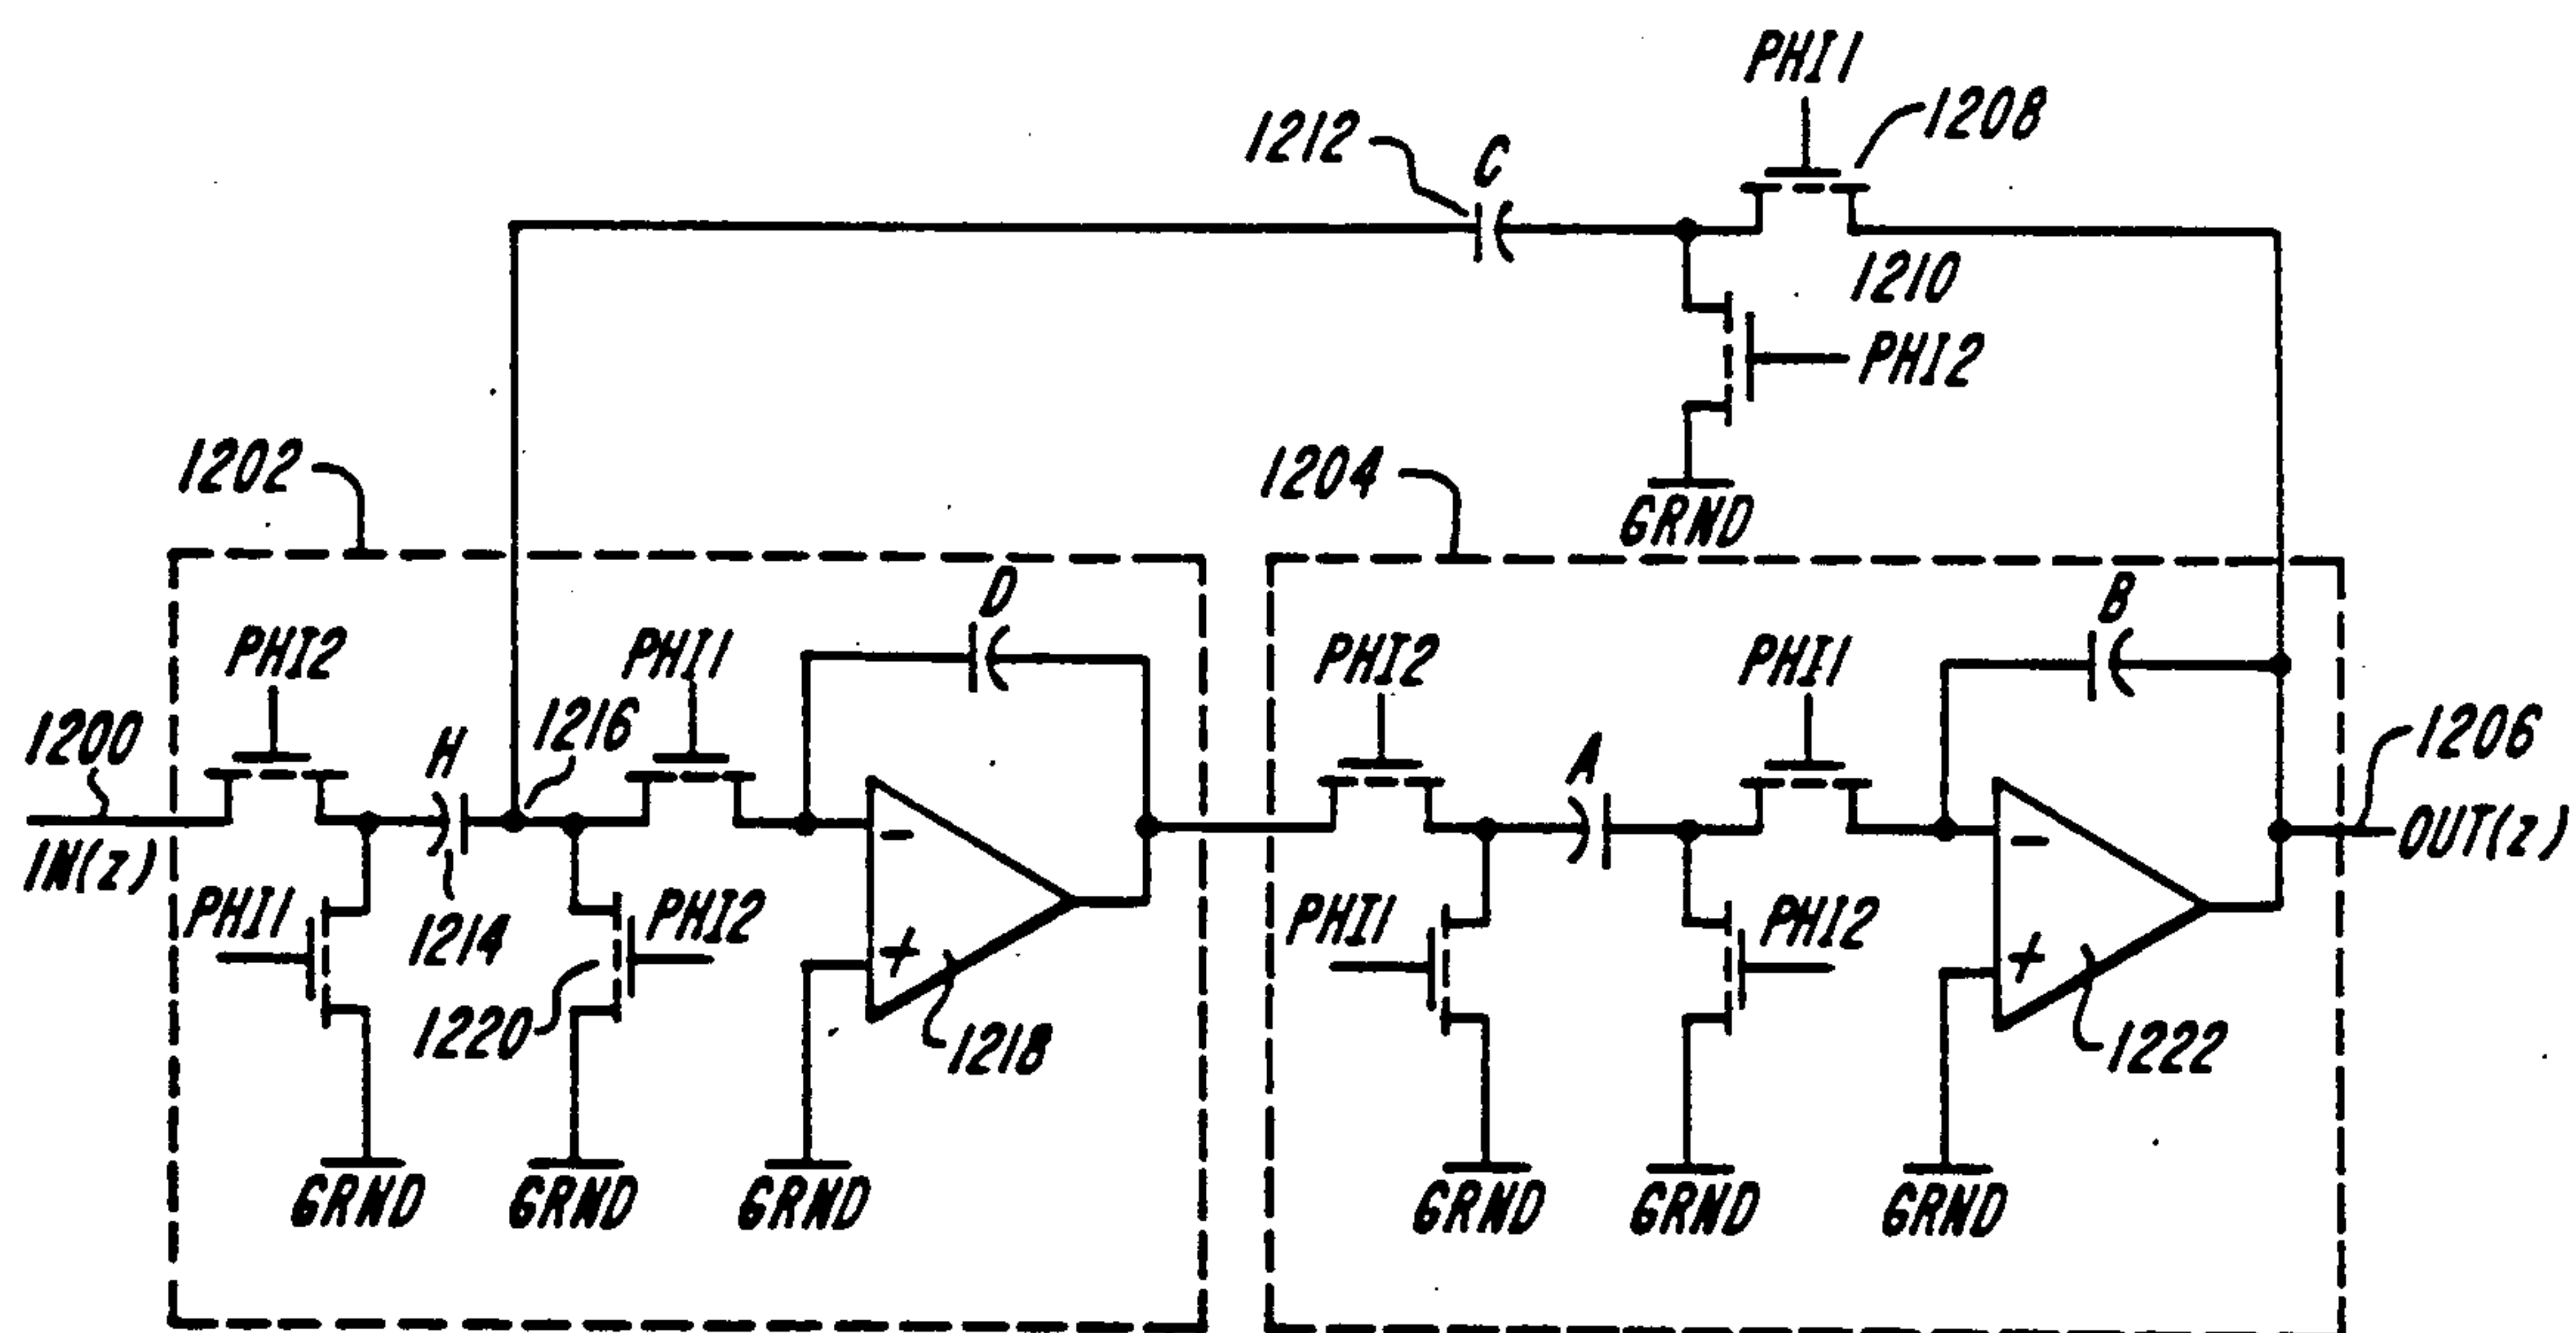 PHI1
1208
1212
C
1210
PHI2
GRND
1202
1204
D
B
PHI2
PHI1
PHI2
PHI1
1200
H
1216
A
1206
IN(z)
-
-
OUT(z)
PHI1
1214
PHI2
PHI1
PHI2
1220
+
+
1218
1222
GRND
GRND
GRND
GRND
GRND
GRND